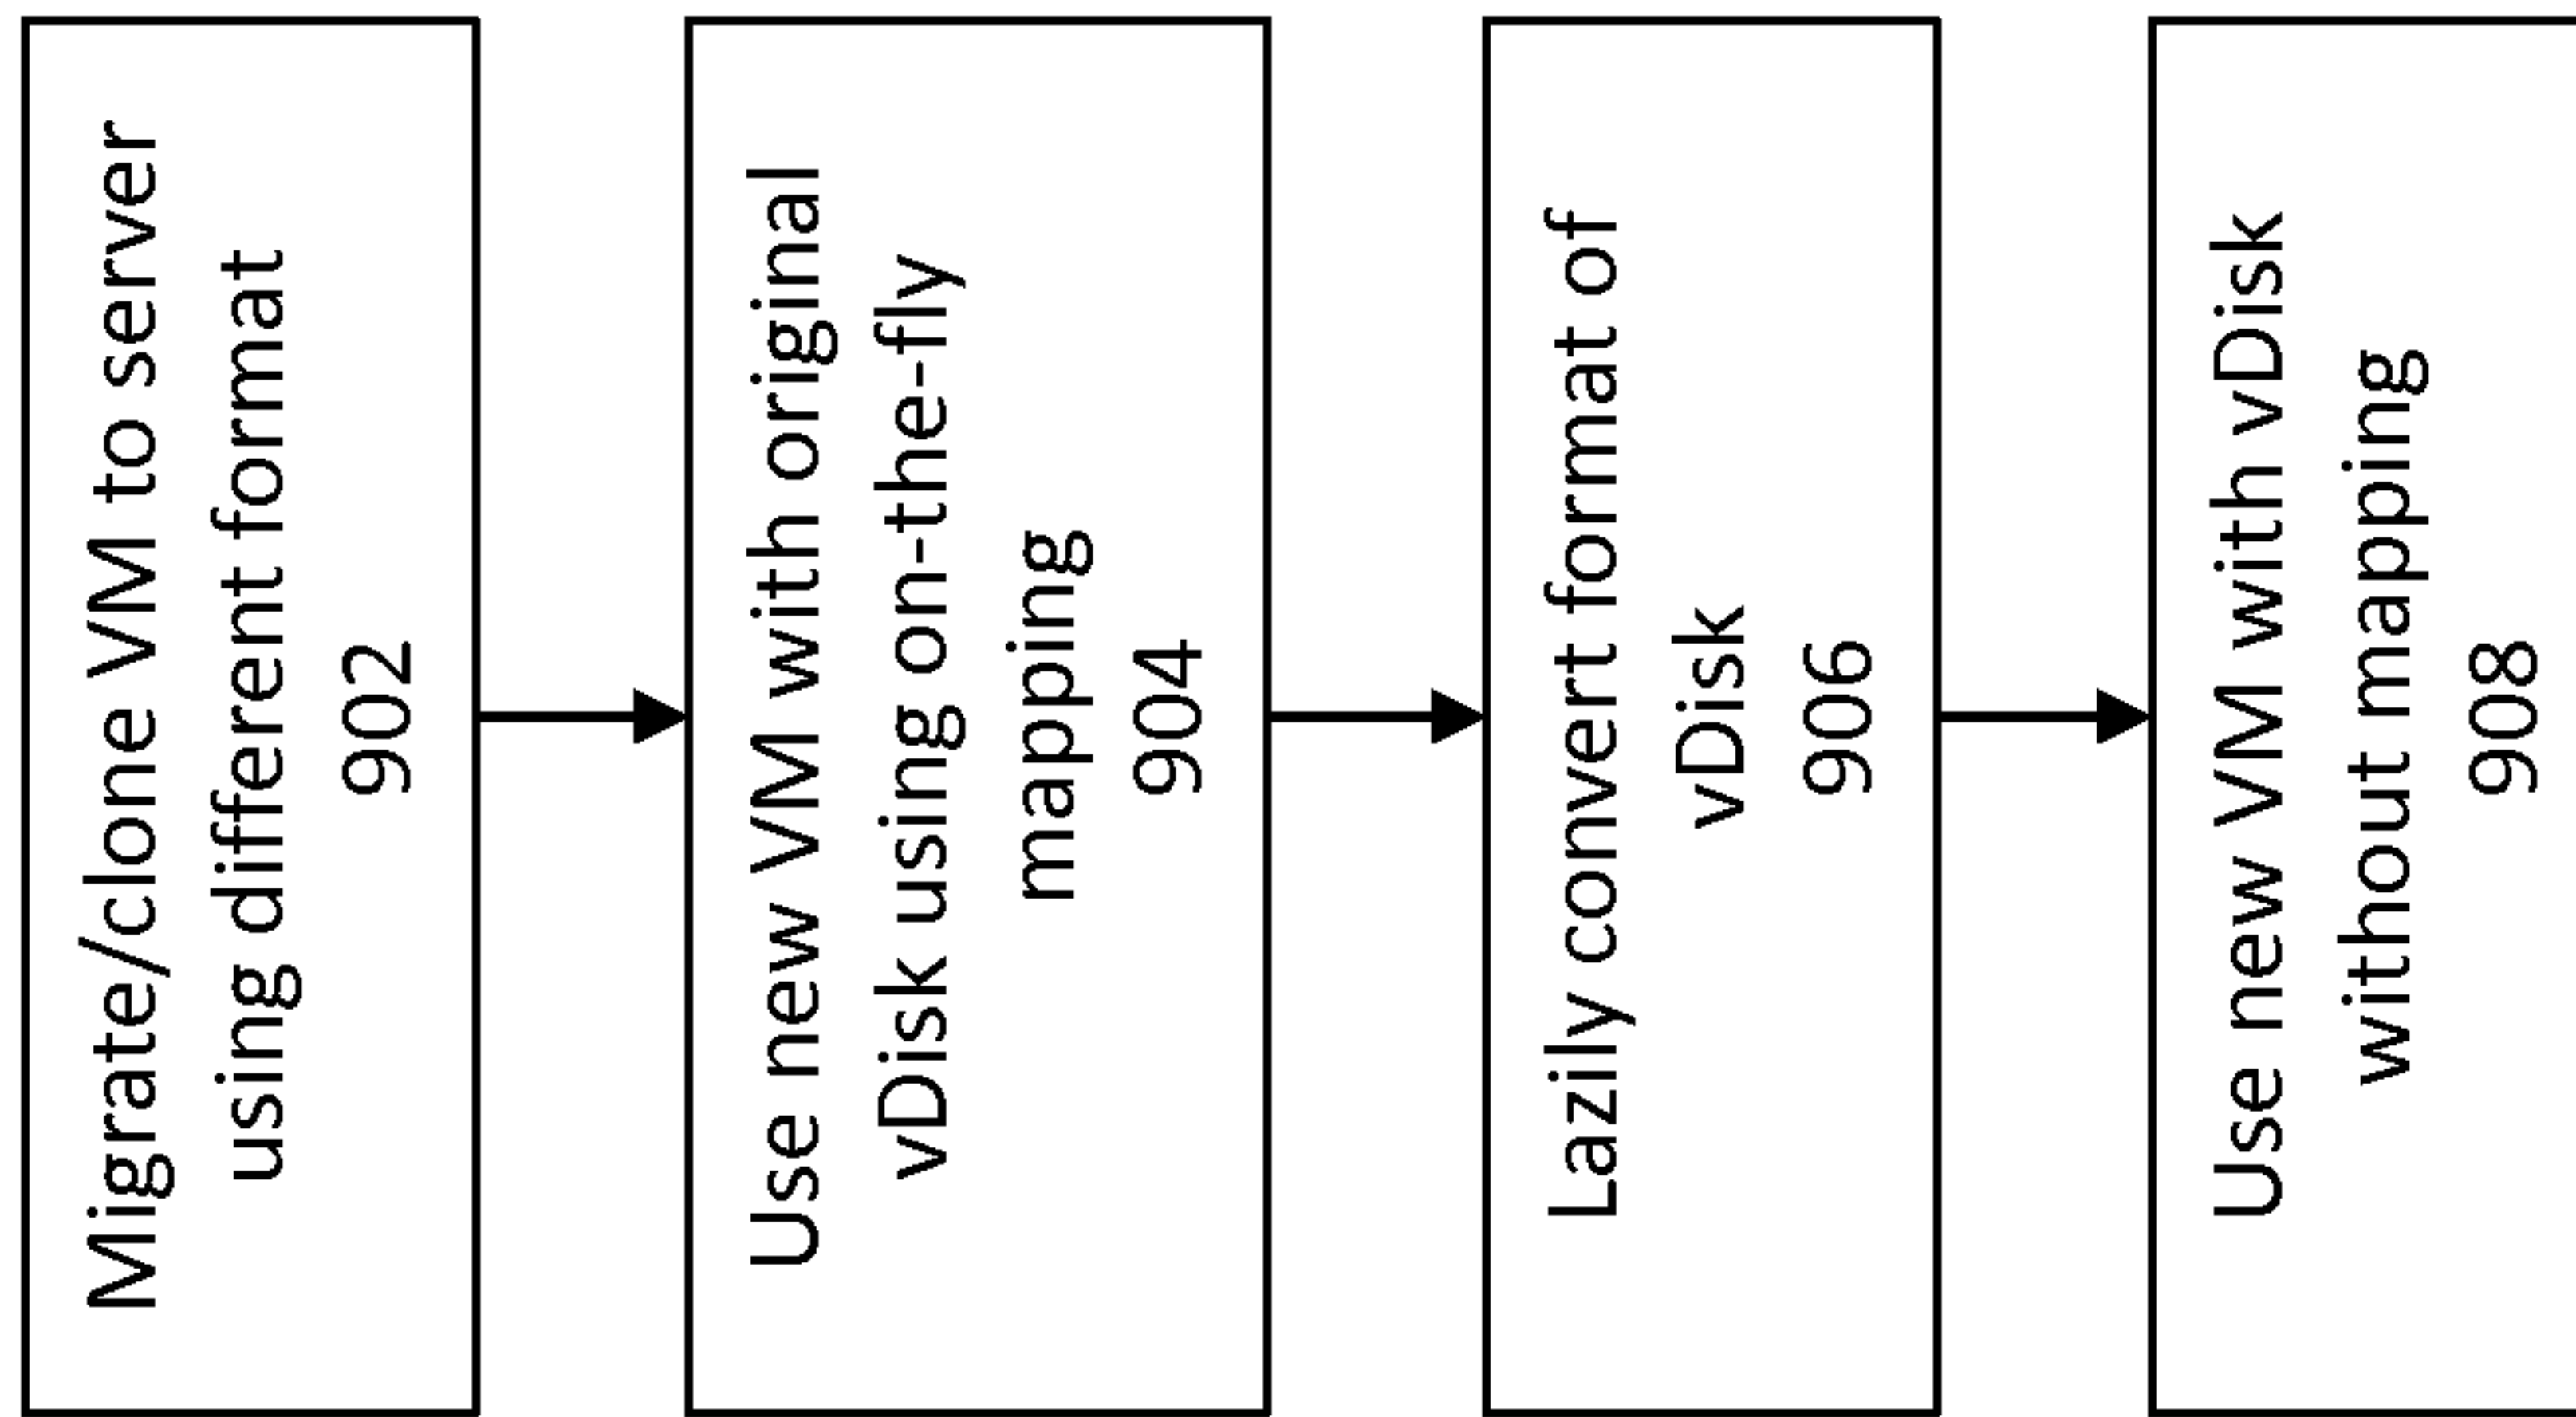 Migrate/clone VM to server
using different format
902
Use new VM with original
vDisk using on-the-fly
mapping
904
Lazily convert format of
vDisk
906
Use new VM with vDisk
without mapping
908